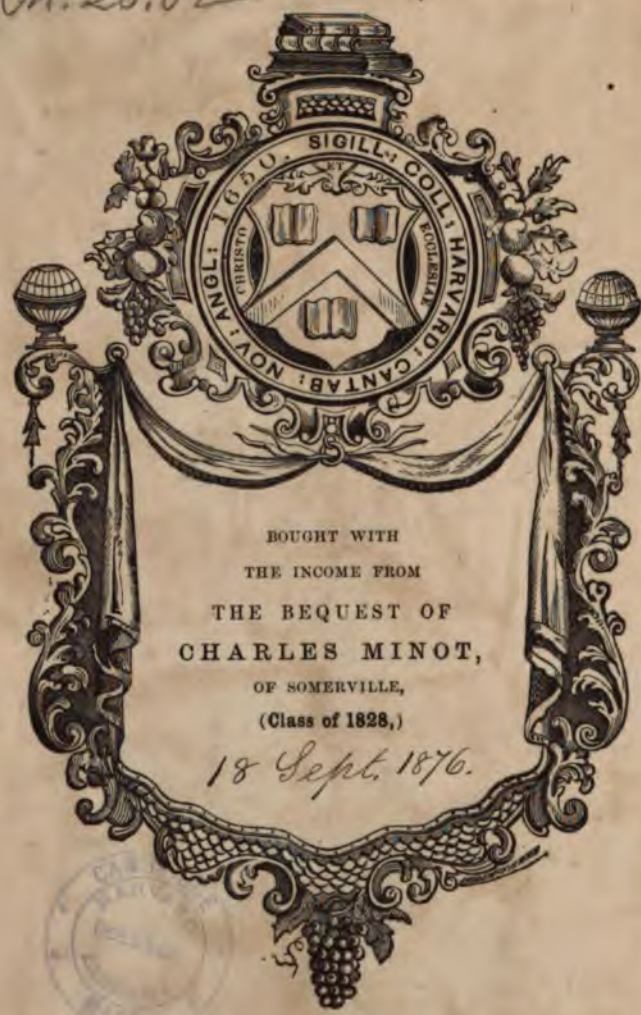 SIGILL: COLL: HARVARD: CANTAB: NOV: ANGL: 1650.
CHRISTO ET ECCLESIAE
BOUGHT WITH
THE INCOME FROM
THE BEQUEST OF
CHARLES MINOT,
OF SOMERVILLE,
(Class of 1828,)
18 Sept. 1876.